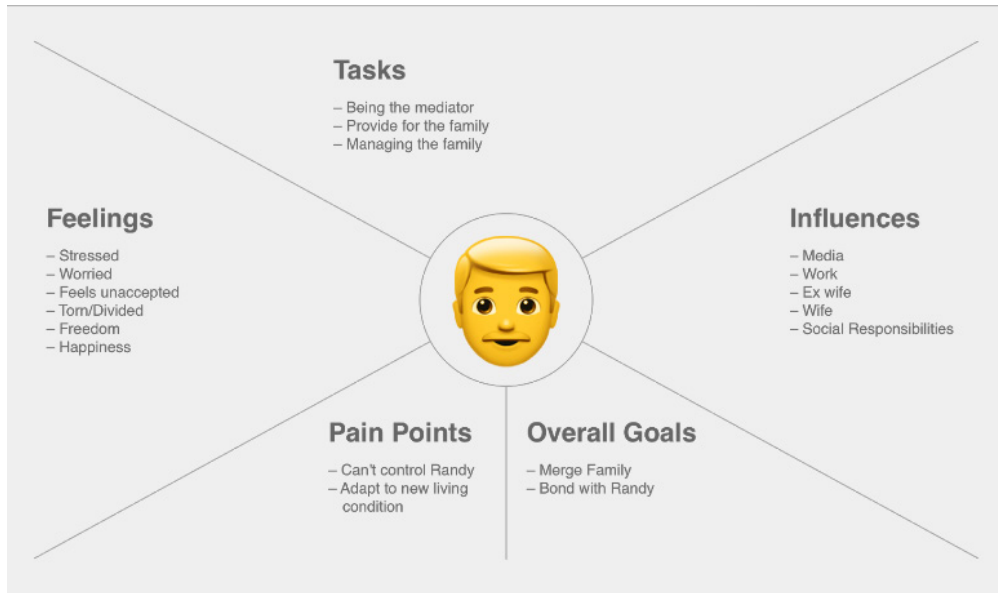 Tasks
– Being the mediator
– Provide for the family
– Managing the family
Feelings
– Stressed
– Worried
– Feels unaccepted
– Torn/Divided
– Freedom
– Happiness
Influences
– Media
– Work
– Ex wife
– Wife
– Social Responsibilities
Pain Points
– Can't control Randy
– Adapt to new living
condition
Overall Goals
– Merge Family
– Bond with Randy